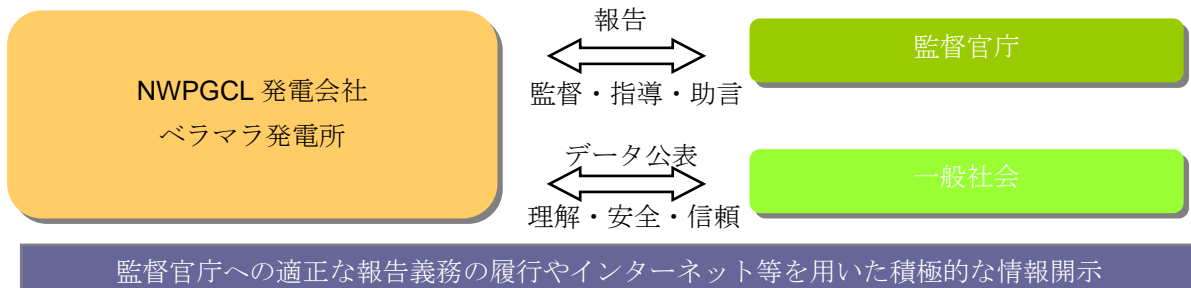 NWPGCL 発電会社
ベラマラ発電所
報告
監督・指導・助言
監督官庁
データ公表
理解・安全・信頼
一般社会
監督官庁への適正な報告義務の履行やインターネット等を用いた積極的な情報開示